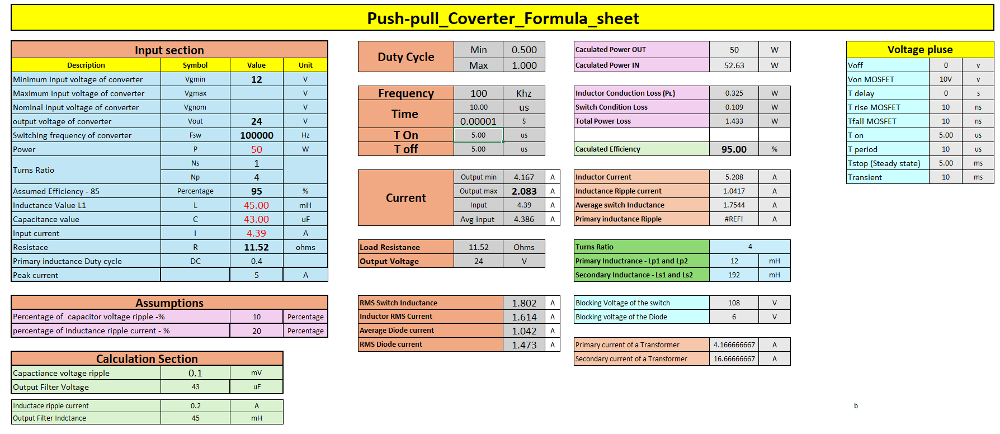 Push-pull_Coverter_Formula_sheet
Input section
Description Symbol Value Unit
Minimum input voltage of converter Vgmin 12 V
Maximum input voltage of converter Vgmax V
Nominal input voltage of converter Vgnom V
output voltage of converter Vout 24 V
Switching frequency of converter Fsw 100000 Hz
Power P 50 W
Turns Ratio Ns 1
Np 4
Assumed Efficiency - 85 Percentage 95 %
Inductance Value L1 L 45.00 mH
Capacitance value C 43.00 uF
Input current I 4.39 A
Resistace R 11.52 ohms
Primary inductance Duty cycle DC 0.4
Peak current 5 A
Assumptions
Percentage of capacitor voltage ripple -% 10 Percentage
percentage of Inductance ripple current - % 20 Percentage
Calculation Section
Capactiance voltage ripple 0.1 mV
Output Filter Voltage 43 uF
Inductace ripple current 0.2 A
Output Filter Indctance 45 mH
Duty Cycle Min 0.500
Max 1.000
Frequency 100 Khz
Time 10.00 us
0.00001 S
T On 5.00 us
T off 5.00 us
Current Output min 4.167 A
Output max 2.083 A
Input 4.39 A
Avg input 4.386 A
Load Resistance 11.52 Ohms
Output Voltage 24 V
RMS Switch Inductance 1.802 A
Inductor RMS Current 1.614 A
Average Diode current 1.042 A
RMS Diode current 1.473 A
Caculated Power OUT 50 W
Caculated Power IN 52.63 W
Inductor Conduction Loss (PL) 0.325 W
Switch Condition Loss 0.109 W
Total Power Loss 1.433 W
Caculated Efficiency 95.00 %
Inductor Current 5.208 A
Inductance Ripple current 1.0417 A
Average switch Inductance 1.7544 A
Primary inductance Ripple #REF! A
Turns Ratio 4
Primary Inductrance - Lp1 and Lp2 12 mH
Secondary Inductance - Ls1 and Ls2 192 mH
Blocking Voltage of the switch 108 V
Blocking voltage of the Diode 6 V
Primary current of a Transformer 4.166666667 A
Secondary current of a Transformer 16.66666667 A
Voltage pluse
Voff 0 v
Von MOSFET 10V v
T delay 0 s
T rise MOSFET 10 ns
Tfall MOSFET 10 ns
T on 5.00 us
T period 10 us
Tstop (Steady state) 5.00 ms
Transient 10 ms
b